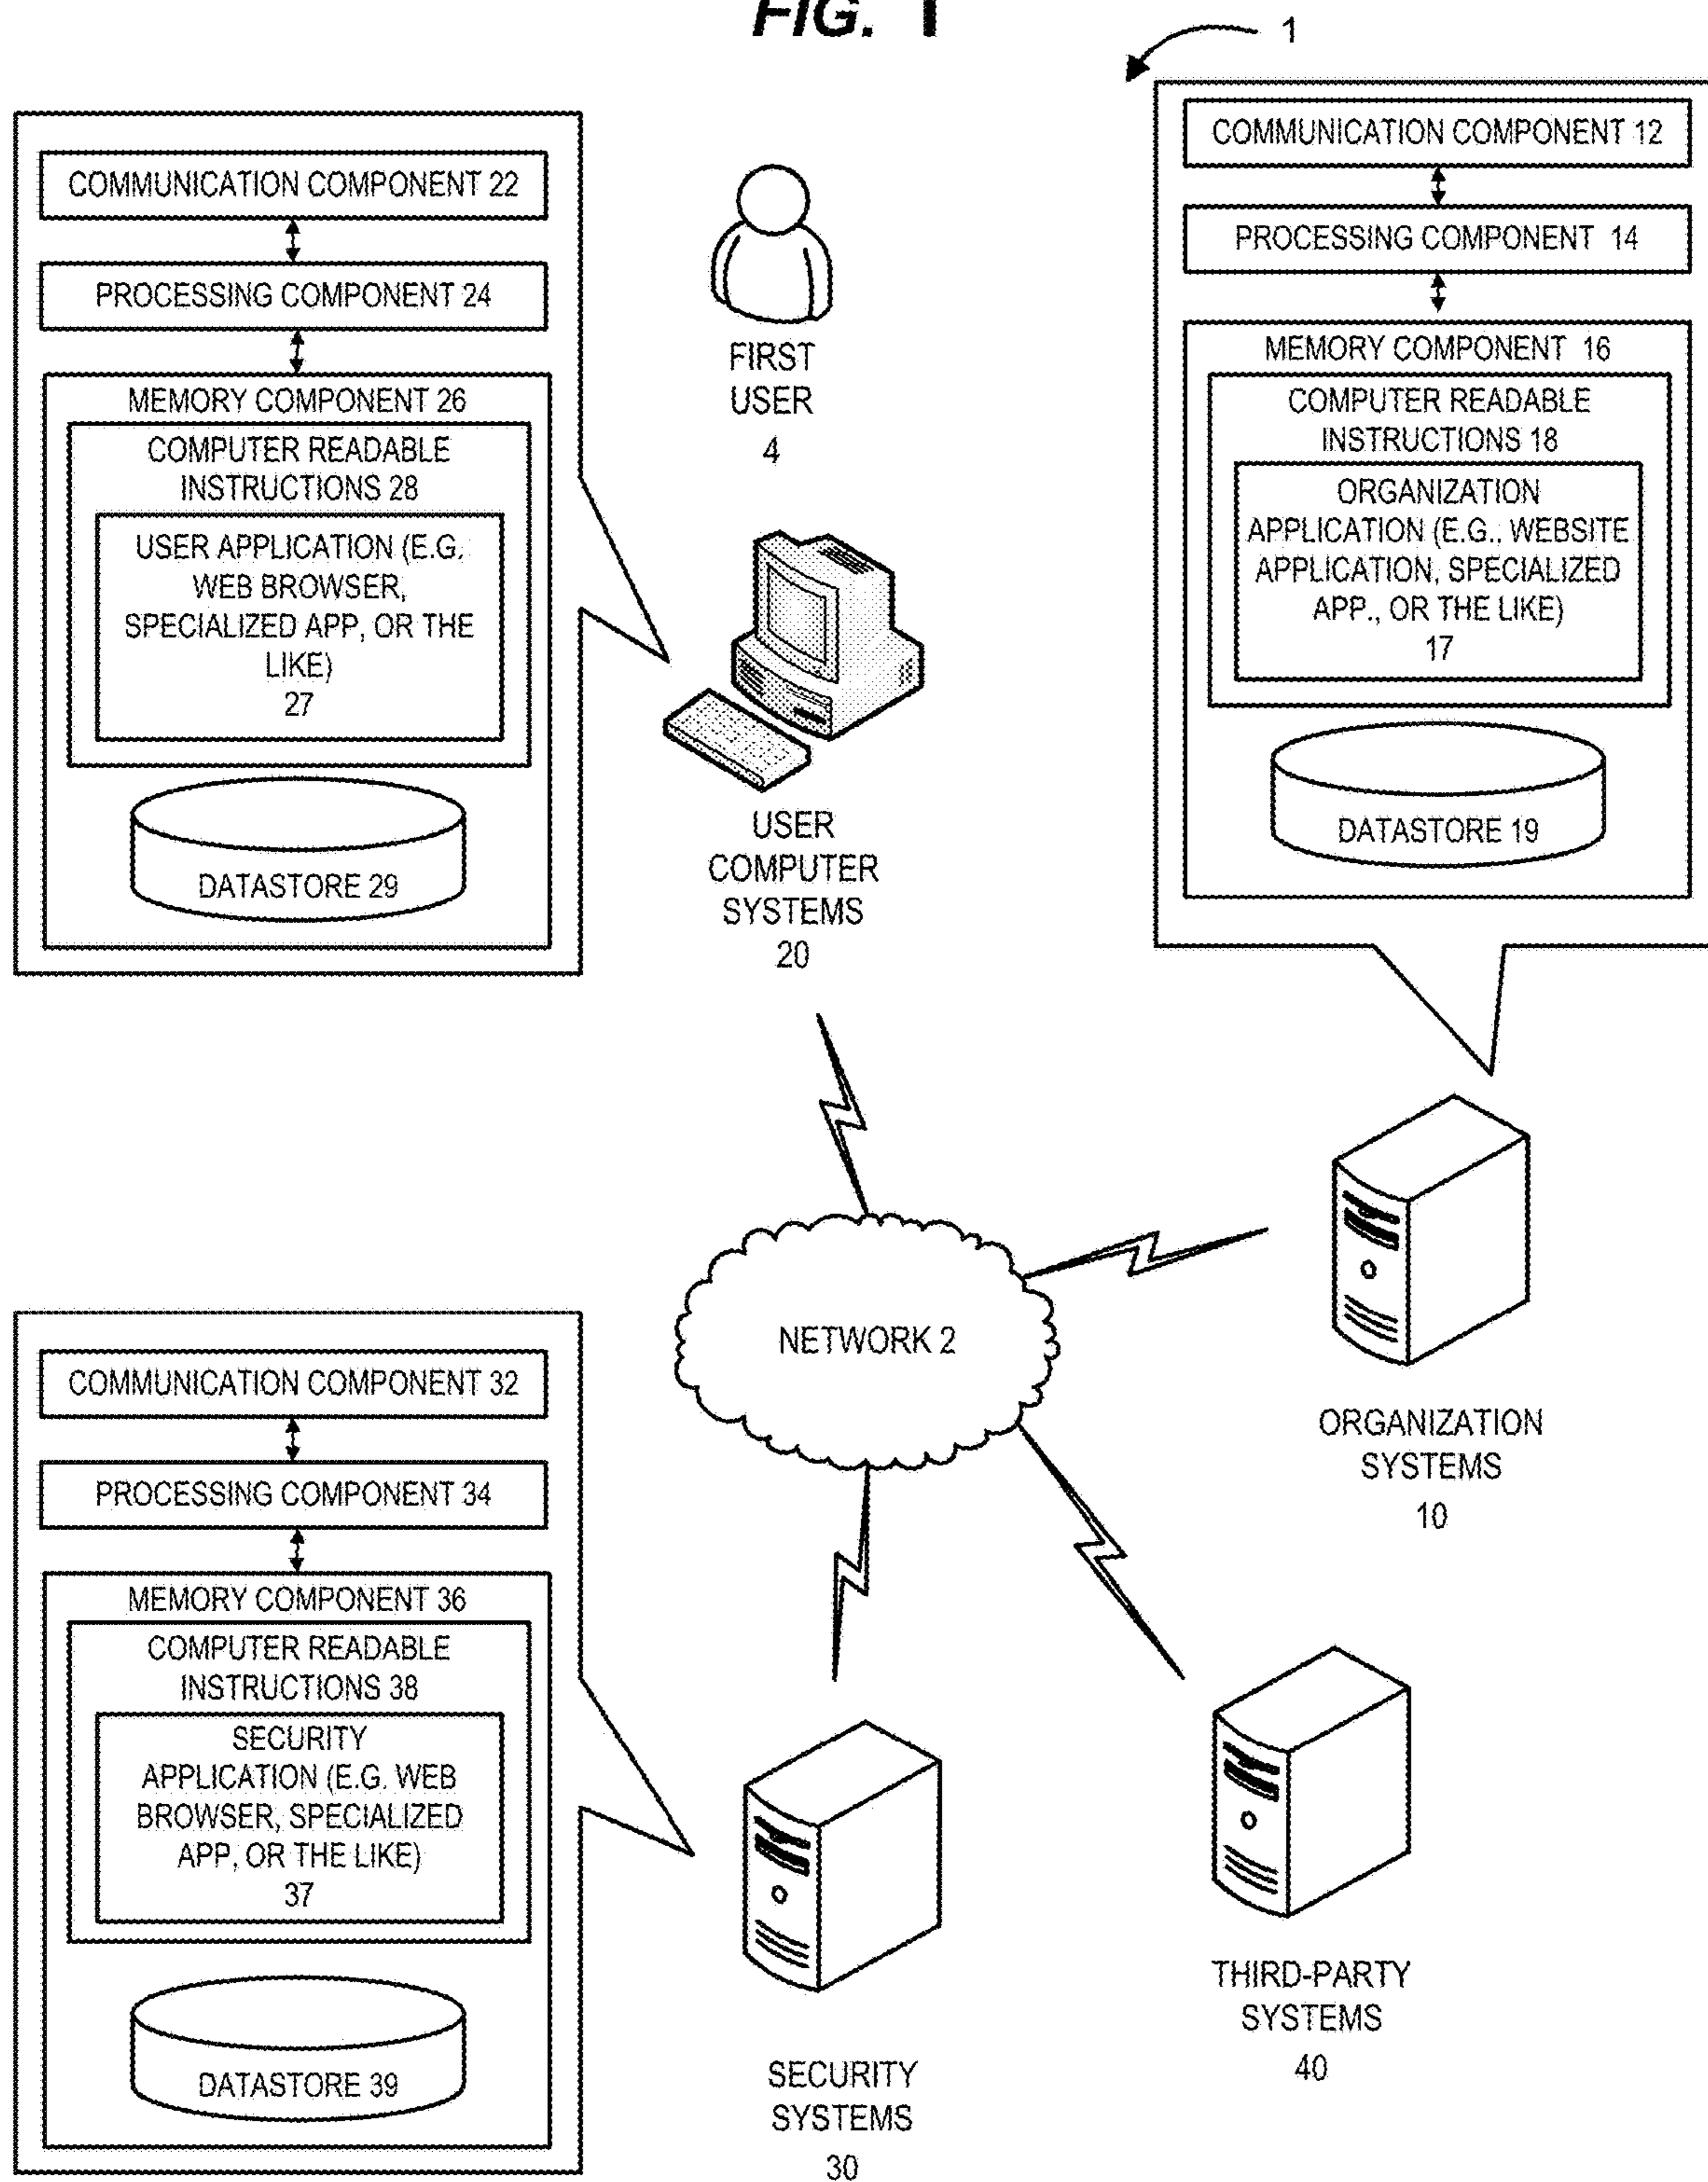 FIG. 1
1
COMMUNICATION COMPONENT 22
PROCESSING COMPONENT 24
MEMORY COMPONENT 26
COMPUTER READABLE
INSTRUCTIONS 28
USER APPLICATION (E.G.
WEB BROWSER,
SPECIALIZED APP, OR THE
LIKE)
27
DATASTORE 29
FIRST
USER
4
USER
COMPUTER
SYSTEMS
20
COMMUNICATION COMPONENT 12
PROCESSING COMPONENT 14
MEMORY COMPONENT 16
COMPUTER READABLE
INSTRUCTIONS 18
ORGANIZATION
APPLICATION (E.G.: WEBSITE
APPLICATION, SPECIALIZED
APP., OR THE LIKE)
17
DATASTORE 19
NETWORK 2
ORGANIZATION
SYSTEMS
10
COMMUNICATION COMPONENT 32
PROCESSING COMPONENT 34
MEMORY COMPONENT 36
COMPUTER READABLE
INSTRUCTIONS 38
SECURITY
APPLICATION (E.G. WEB
BROWSER, SPECIALIZED
APP, OR THE LIKE)
37
DATASTORE 39
SECURITY
SYSTEMS
30
THIRD-PARTY
SYSTEMS
40